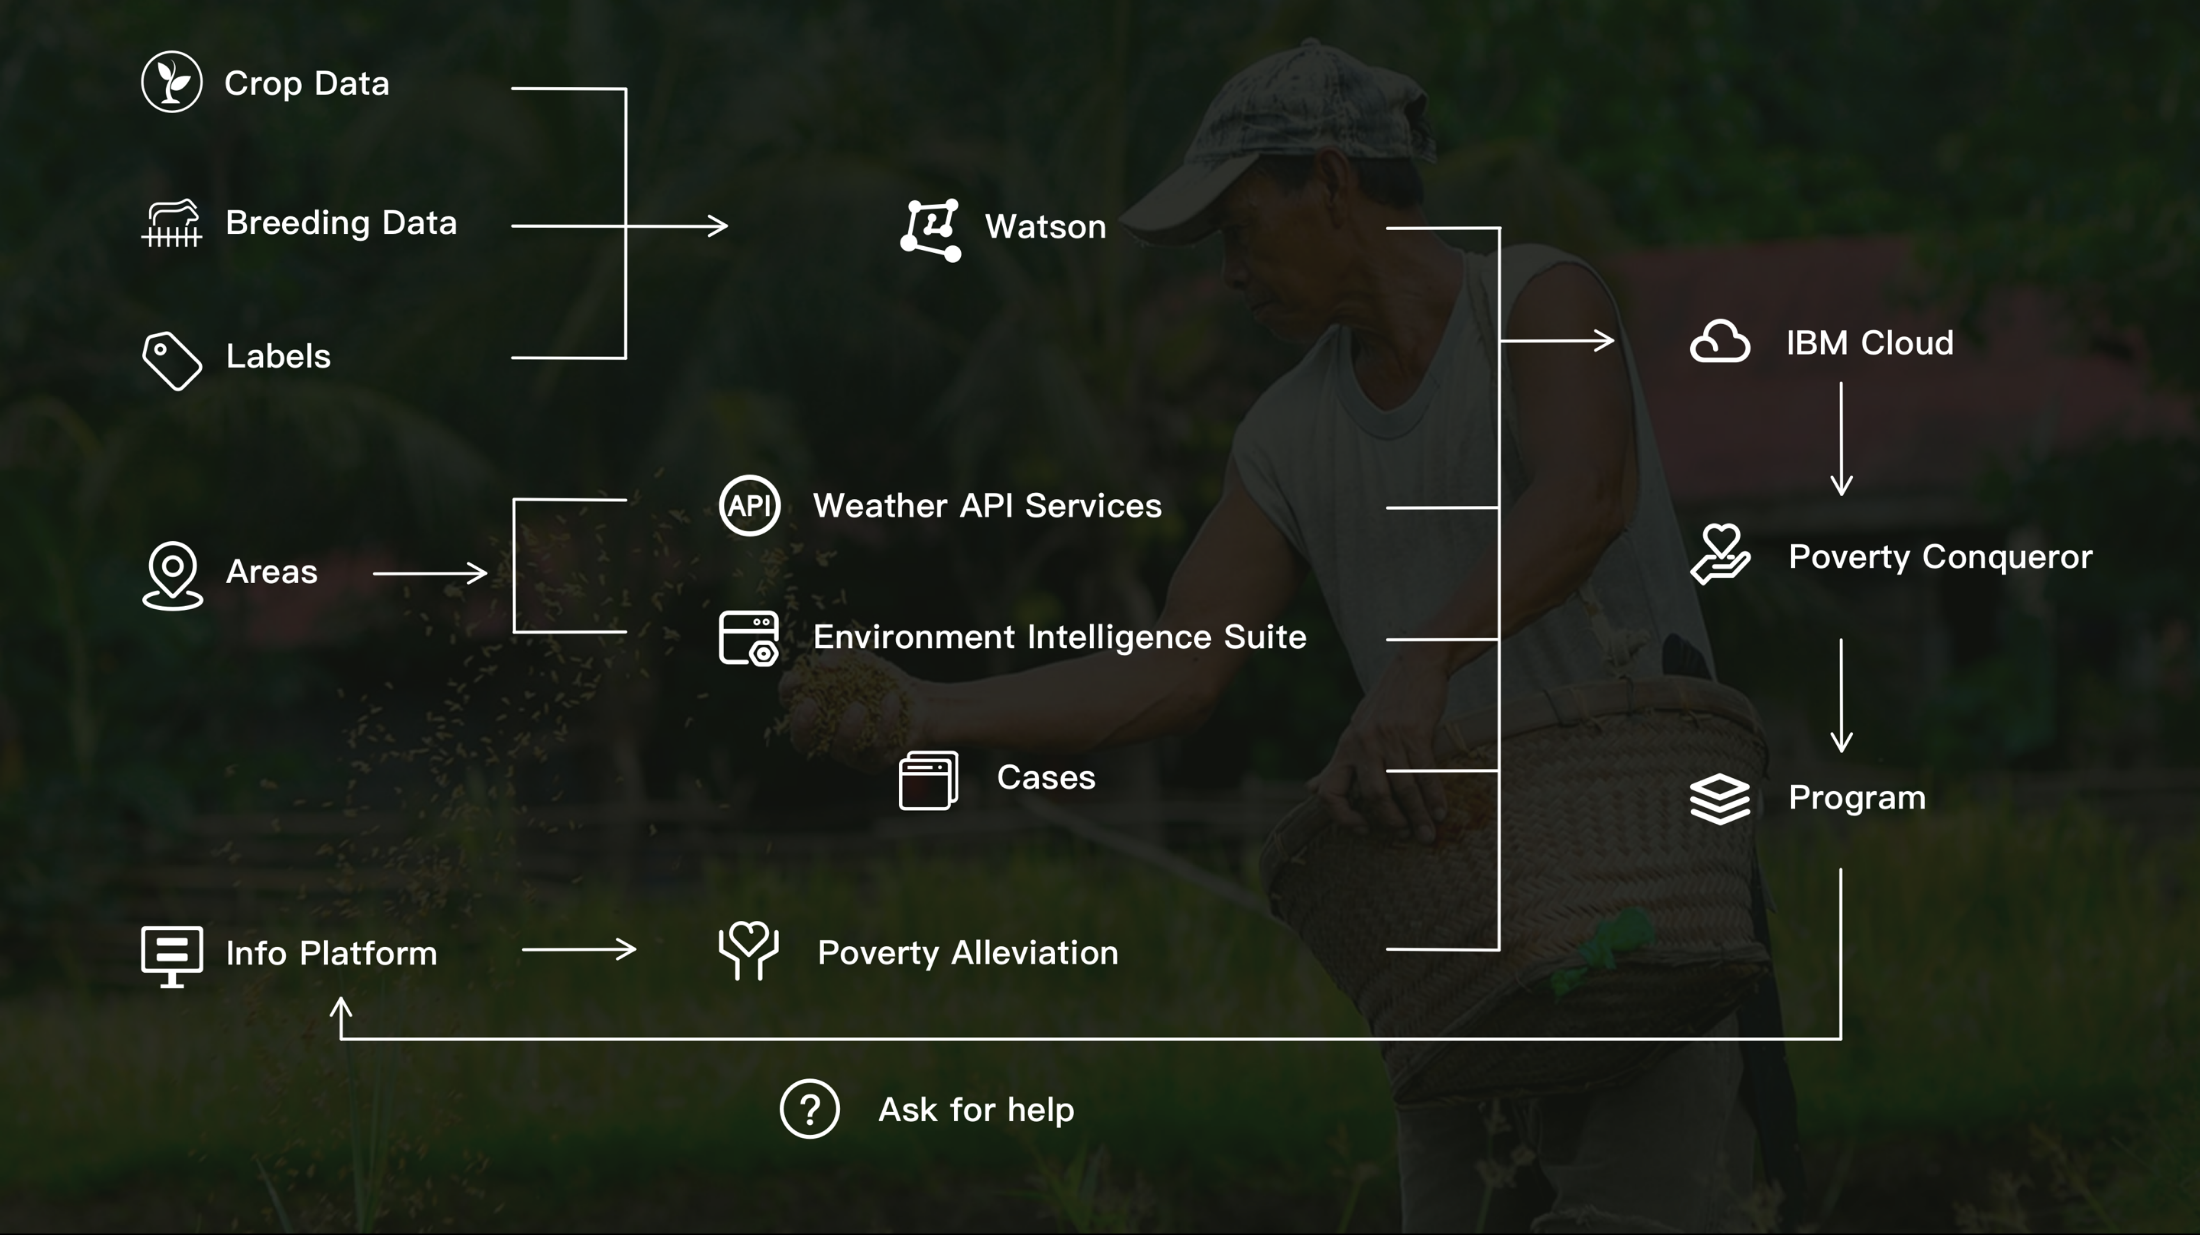 Crop Data
Breeding Data
Watson
Labels
IBM Cloud
API Weather API Services
Areas
Poverty Conqueror
Environment Intelligence Suite
Cases
Program
Info Platform
Poverty Alleviation
? Ask for help